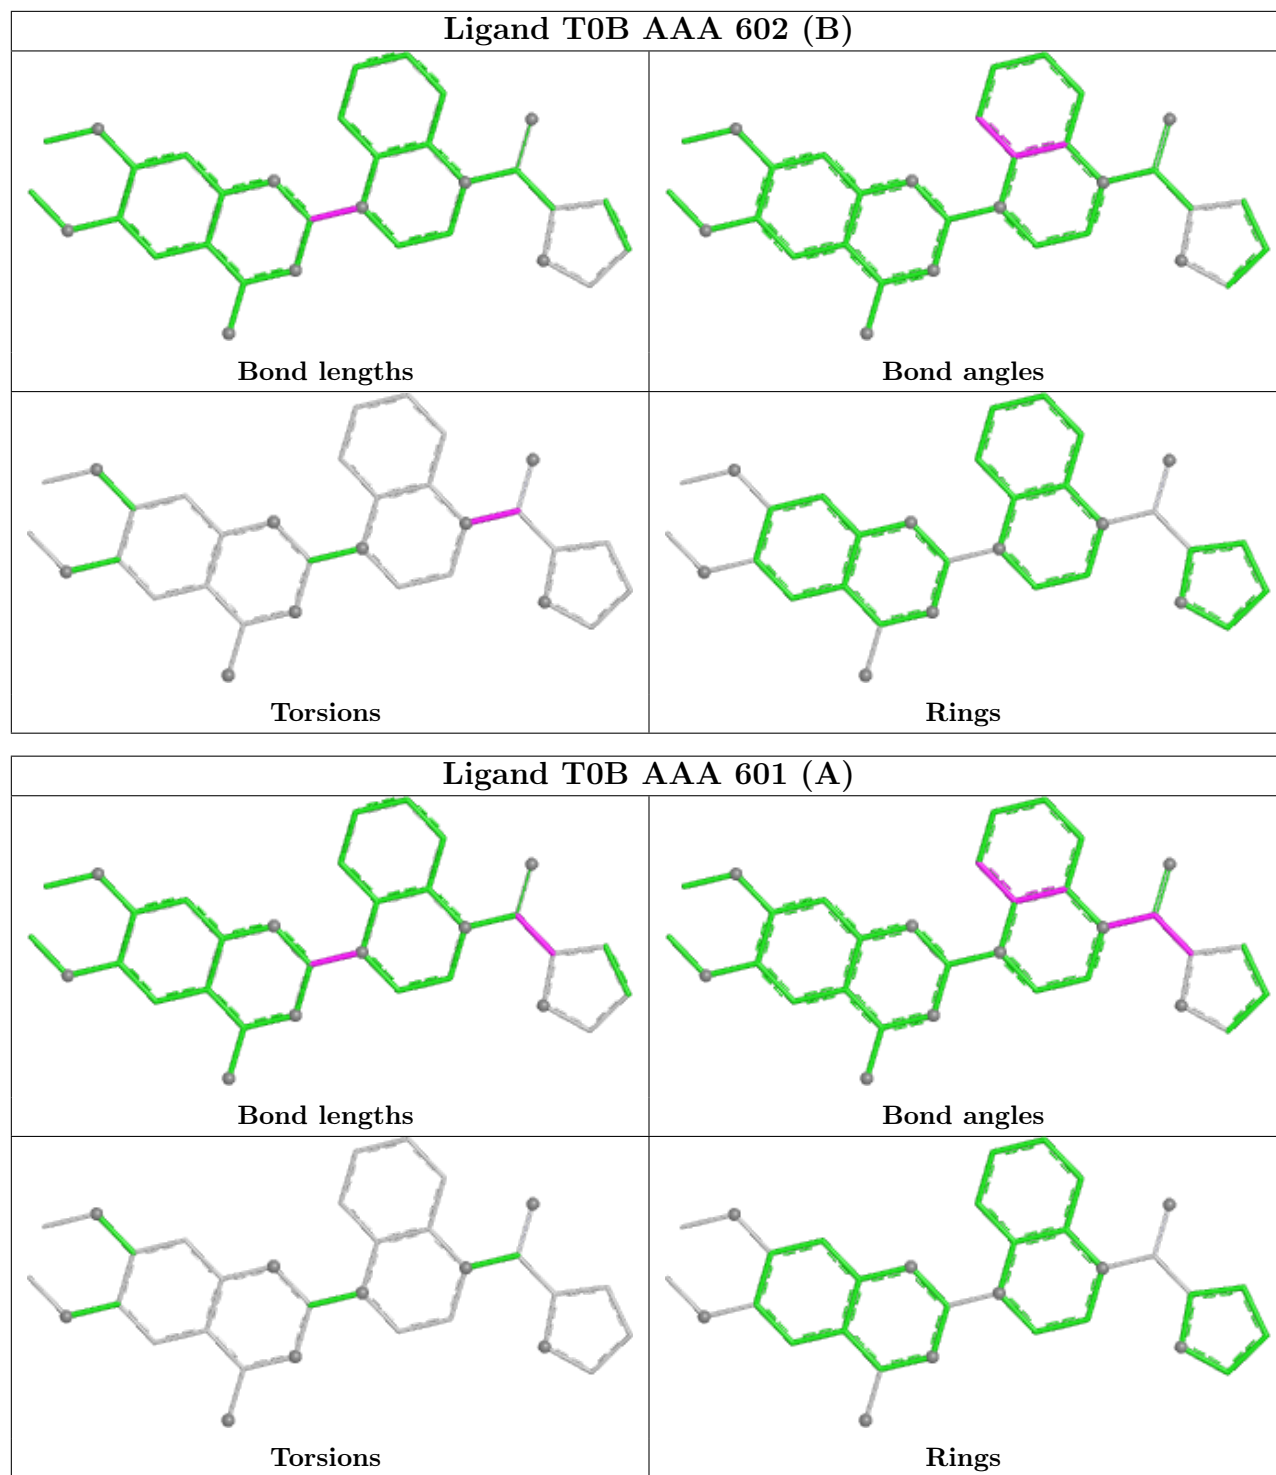 Ligand T0B AAA 602 (B)
Bond lengths
Bond angles
Torsions
Rings
Ligand T0B AAA 601 (A)
Bond lengths
Bond angles
Torsions
Rings